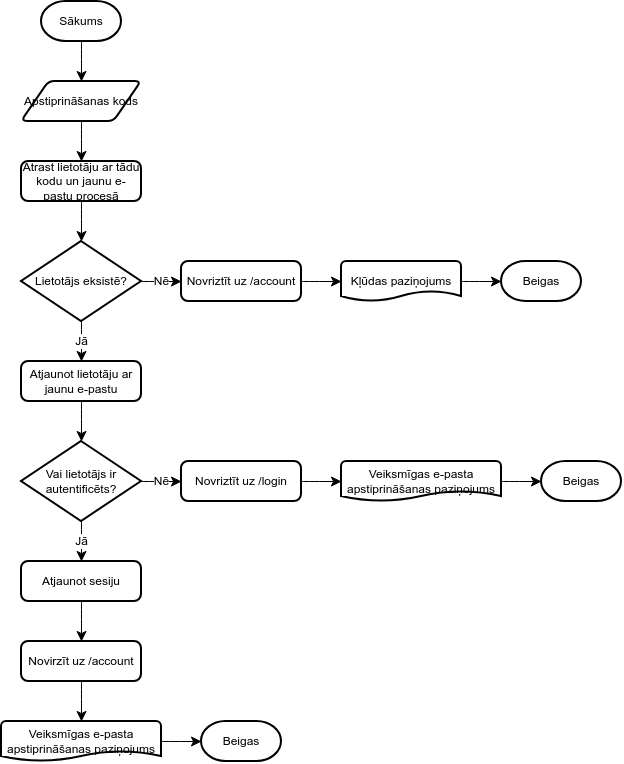 Sākums
Apstiprināšanas kods
Atrast lietotāju ar tādu
kodu un jaunu e-
pastu procesā
Lietotājs eksistē?
Nē
Novriztīt uz /account
Kļūdas paziņojums
Beigas
Jā
Atjaunot lietotāju ar
jaunu e-pastu
Vai lietotājs ir
autentificēts?
Nē
Novriztīt uz /login
Veiksmīgas e-pasta
apstiprināšanas paziņojums
Beigas
Jā
Atjaunot sesiju
Novirzīt uz /account
Veiksmīgas e-pasta
apstiprināšanas paziņojums
Beigas